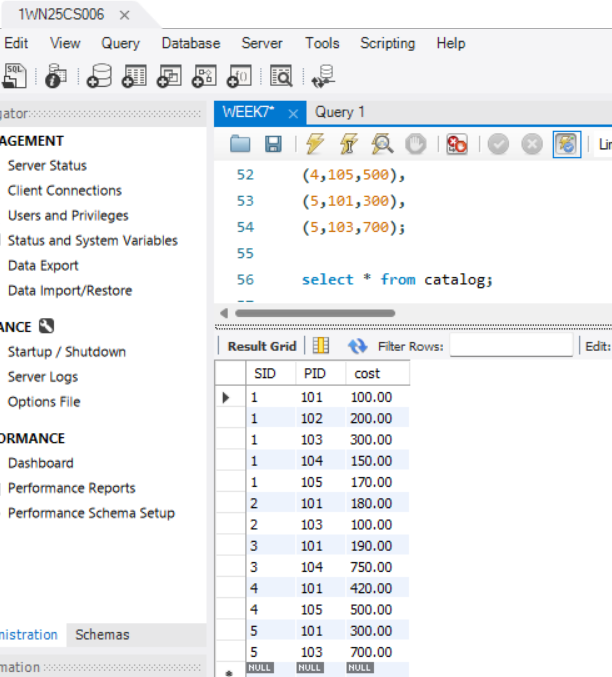 1WN25CS006 ×
Edit View Query Database Server Tools Scripting Help
WEEK7* × Query 1
AGEMENT
Server Status
Client Connections
Users and Privileges
Status and System Variables
Data Export
Data Import/Restore
ANCE
Startup / Shutdown
Server Logs
Options File
ORMANCE
Dashboard
Performance Reports
Performance Schema Setup
nistration Schemas
mation
52 (4,105,500),
53 (5,101,300),
54 (5,103,700);
55
56 select * from catalog;
Result Grid Filter Rows: Edit:
SID PID cost
1 101 100.00
1 102 200.00
1 103 300.00
1 104 150.00
1 105 170.00
2 101 180.00
2 103 100.00
3 101 190.00
3 104 750.00
4 101 420.00
4 105 500.00
5 101 300.00
5 103 700.00
* NULL NULL NULL